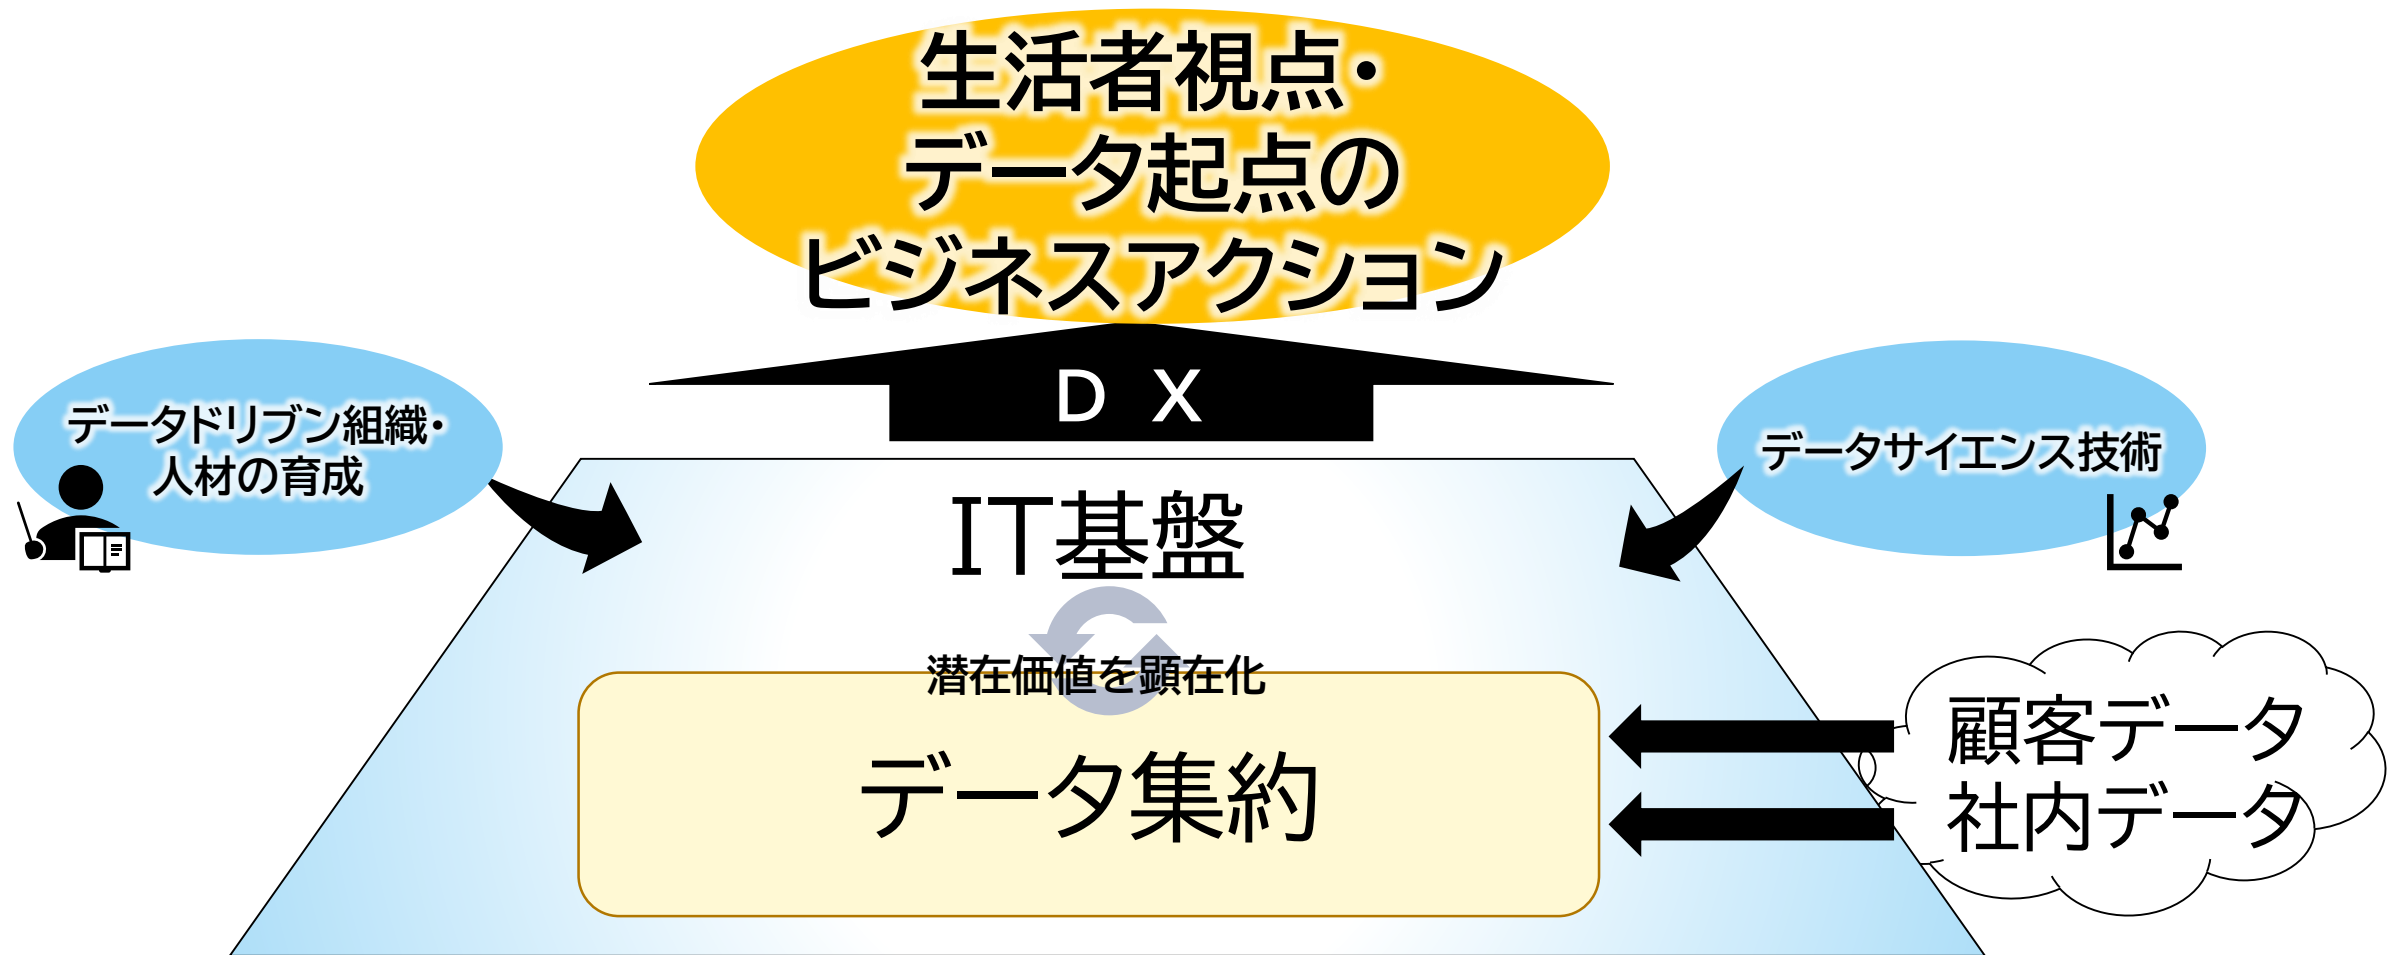 生活者視点・
データ起点の
ビジネスアクション
ＤＸ
データドリブン組織・
人材の育成
データサイエンス技術
IT基盤
潜在価値を顕在化
データ集約
顧客データ
社内データ